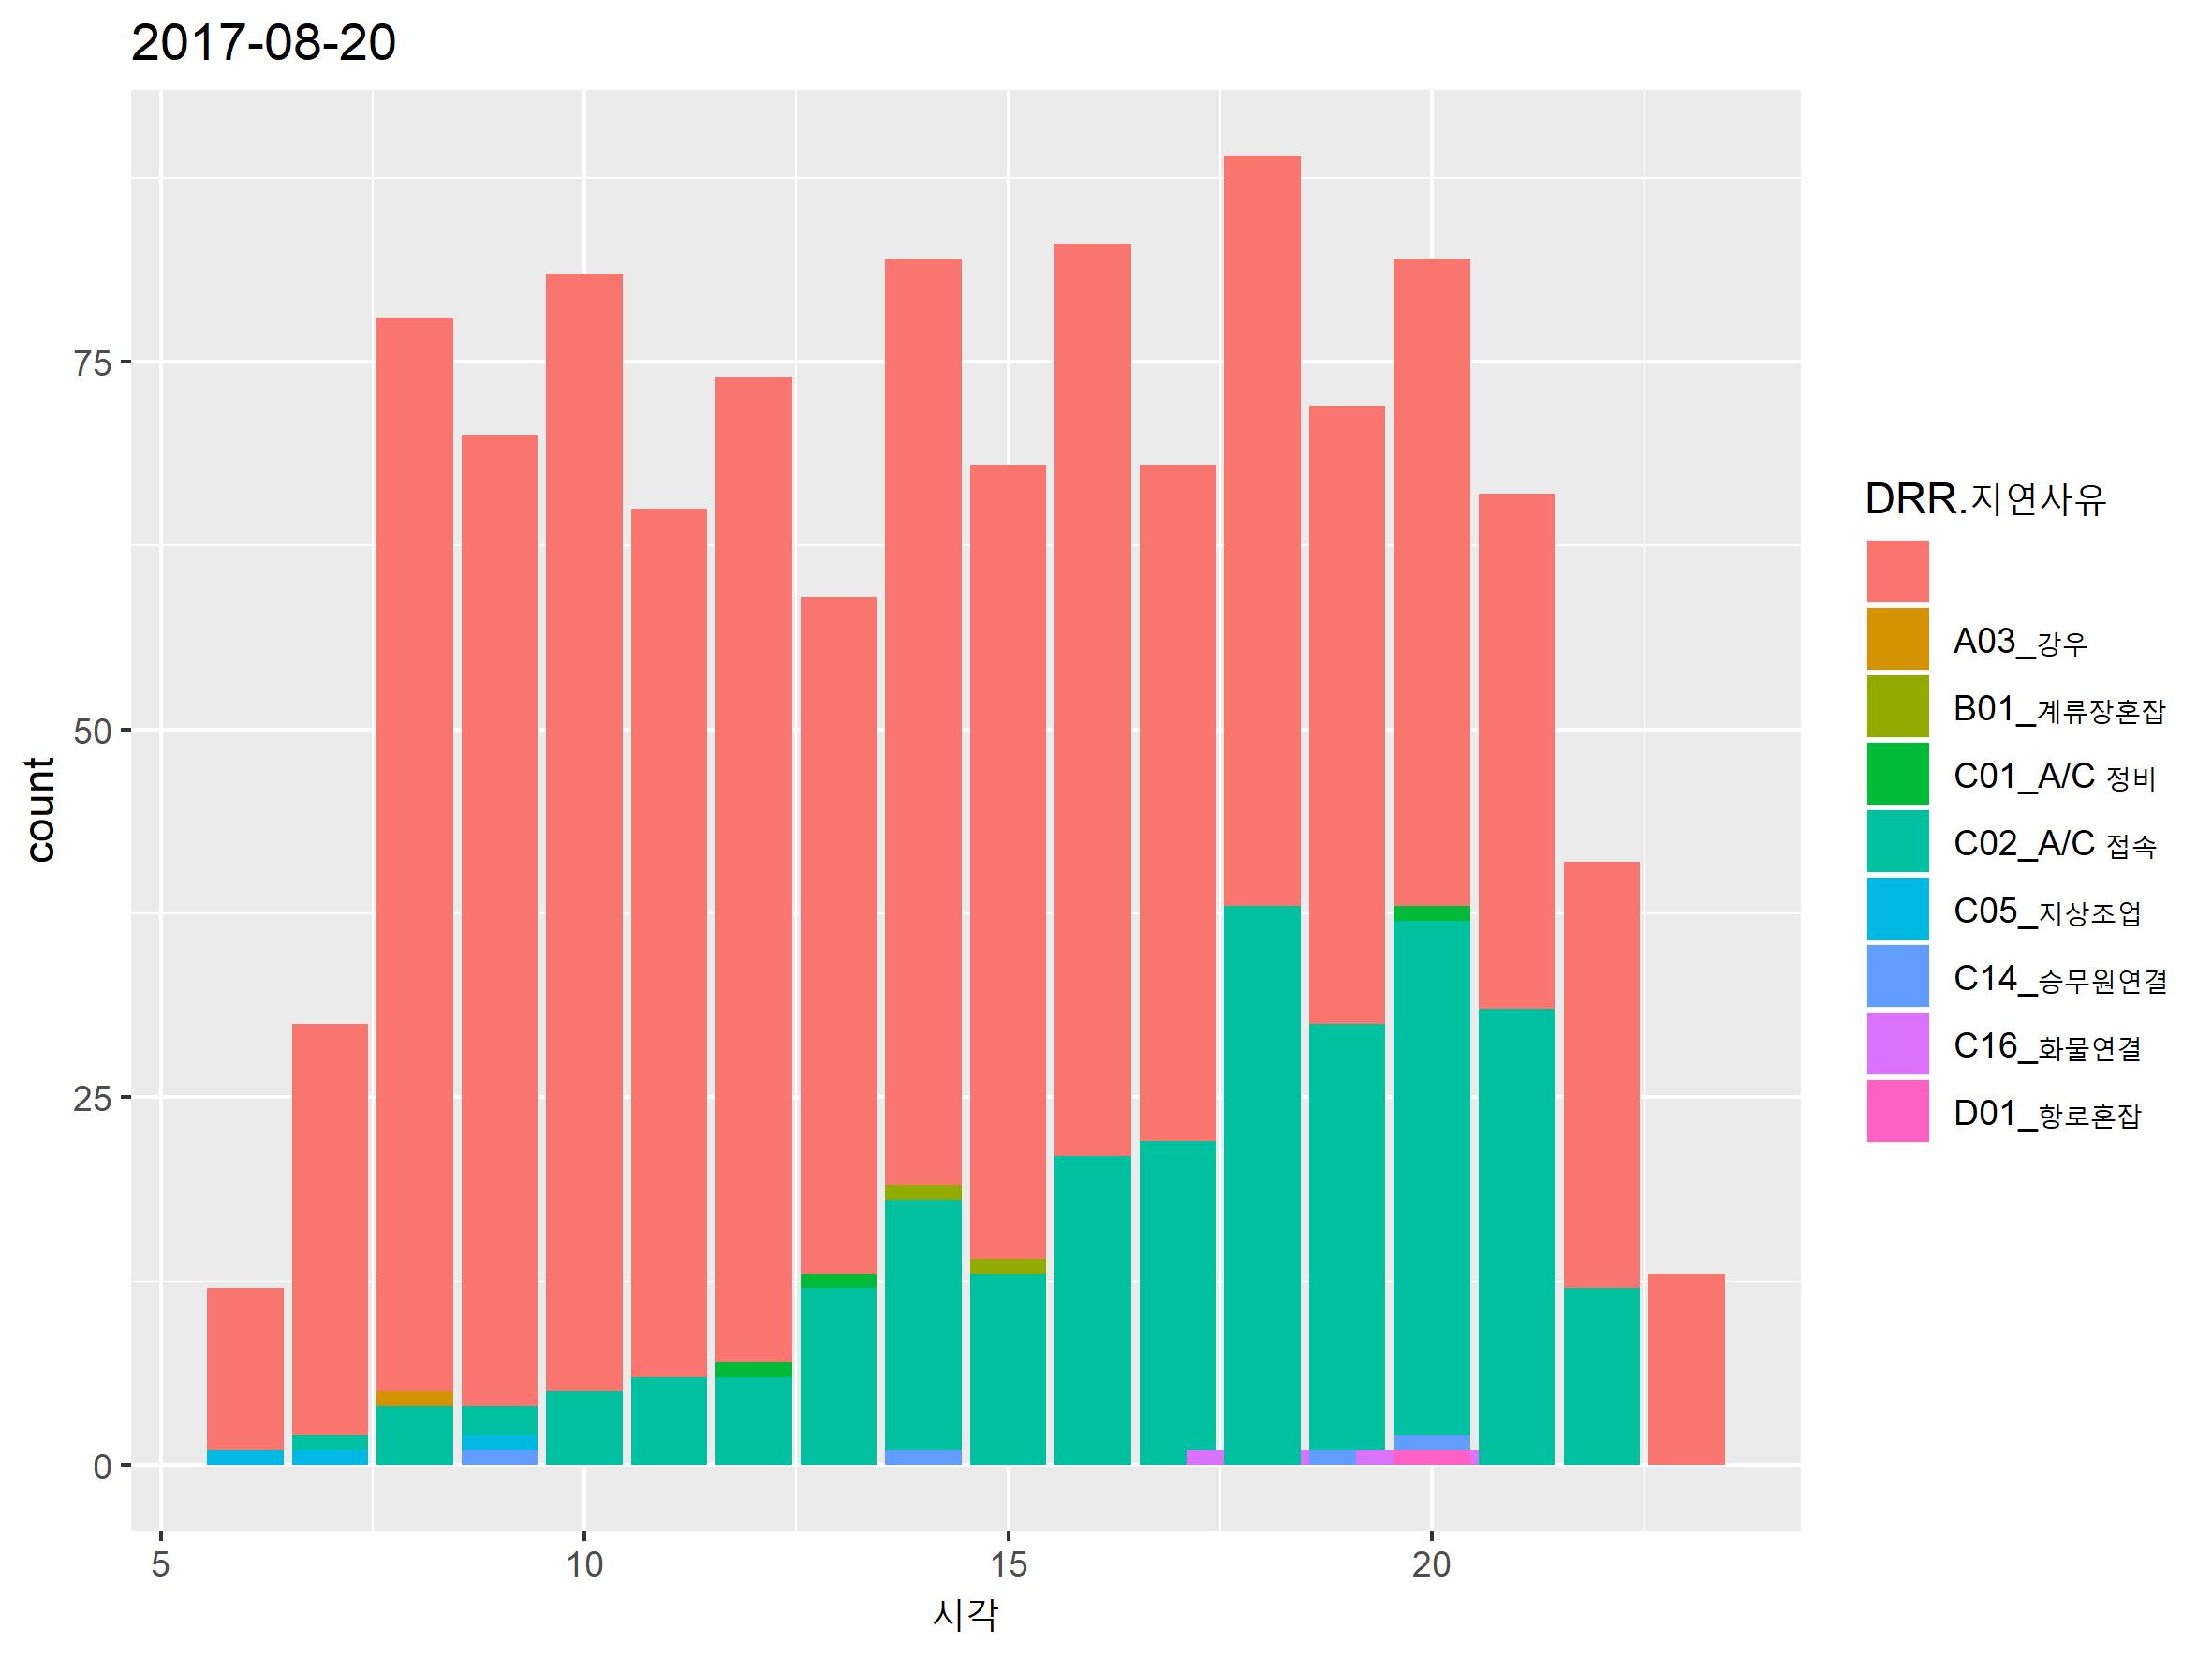 2017-08-20
75
50
25
0
count
5
10
15
20
시각
DRR.지연사유
A03_강우
B01_계류장혼잡
C01_A/C 정비
C02_A/C 접속
C05_지상조업
C14_승무원연결
C16_화물연결
D01_항로혼잡